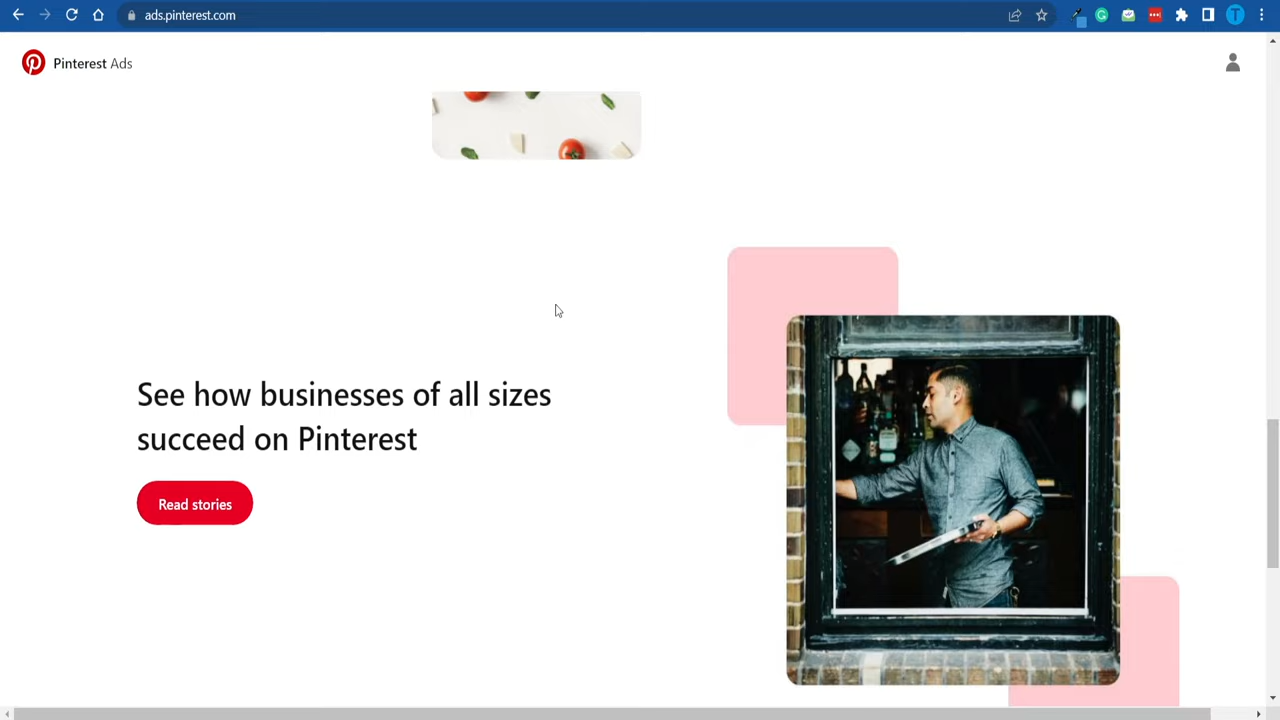 ads.pinterest.com
T
Pinterest Ads
See how businesses of all sizes
succeed on Pinterest
Read stories